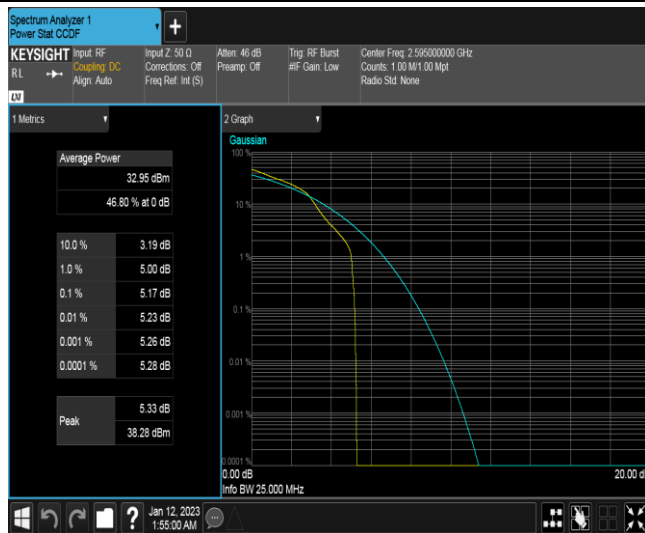 Spectrum Analyzer 1
Power Stat CCDF
+
KEYSIGHT
RL
LXI
Input: RF
Coupling: DC
Align: Auto
Input Z: 50 Ω
Corrections: Off
Freq Ref: Int (S)
Atten: 46 dB
Preamp: Off
Trig: RF Burst
#IF Gain: Low
Center Freq: 2.595000000 GHz
Counts: 1.00 M/1.00 Mpt
Radio Std: None
1 Metrics
Average Power
32.95 dBm
46.80 % at 0 dB
10.0 % 3.19 dB
1.0 % 5.00 dB
0.1 % 5.17 dB
0.01 % 5.23 dB
0.001 % 5.26 dB
0.0001 % 5.28 dB
Peak
5.33 dB
38.28 dBm
2 Graph
Gaussian
100 %
10 %
1 %
0.1 %
0.01 %
0.001 %
0.0001 %
0.00 dB
20.00 d
Info BW 25.000 MHz
?
Jan 12, 2023
1:55:00 AM